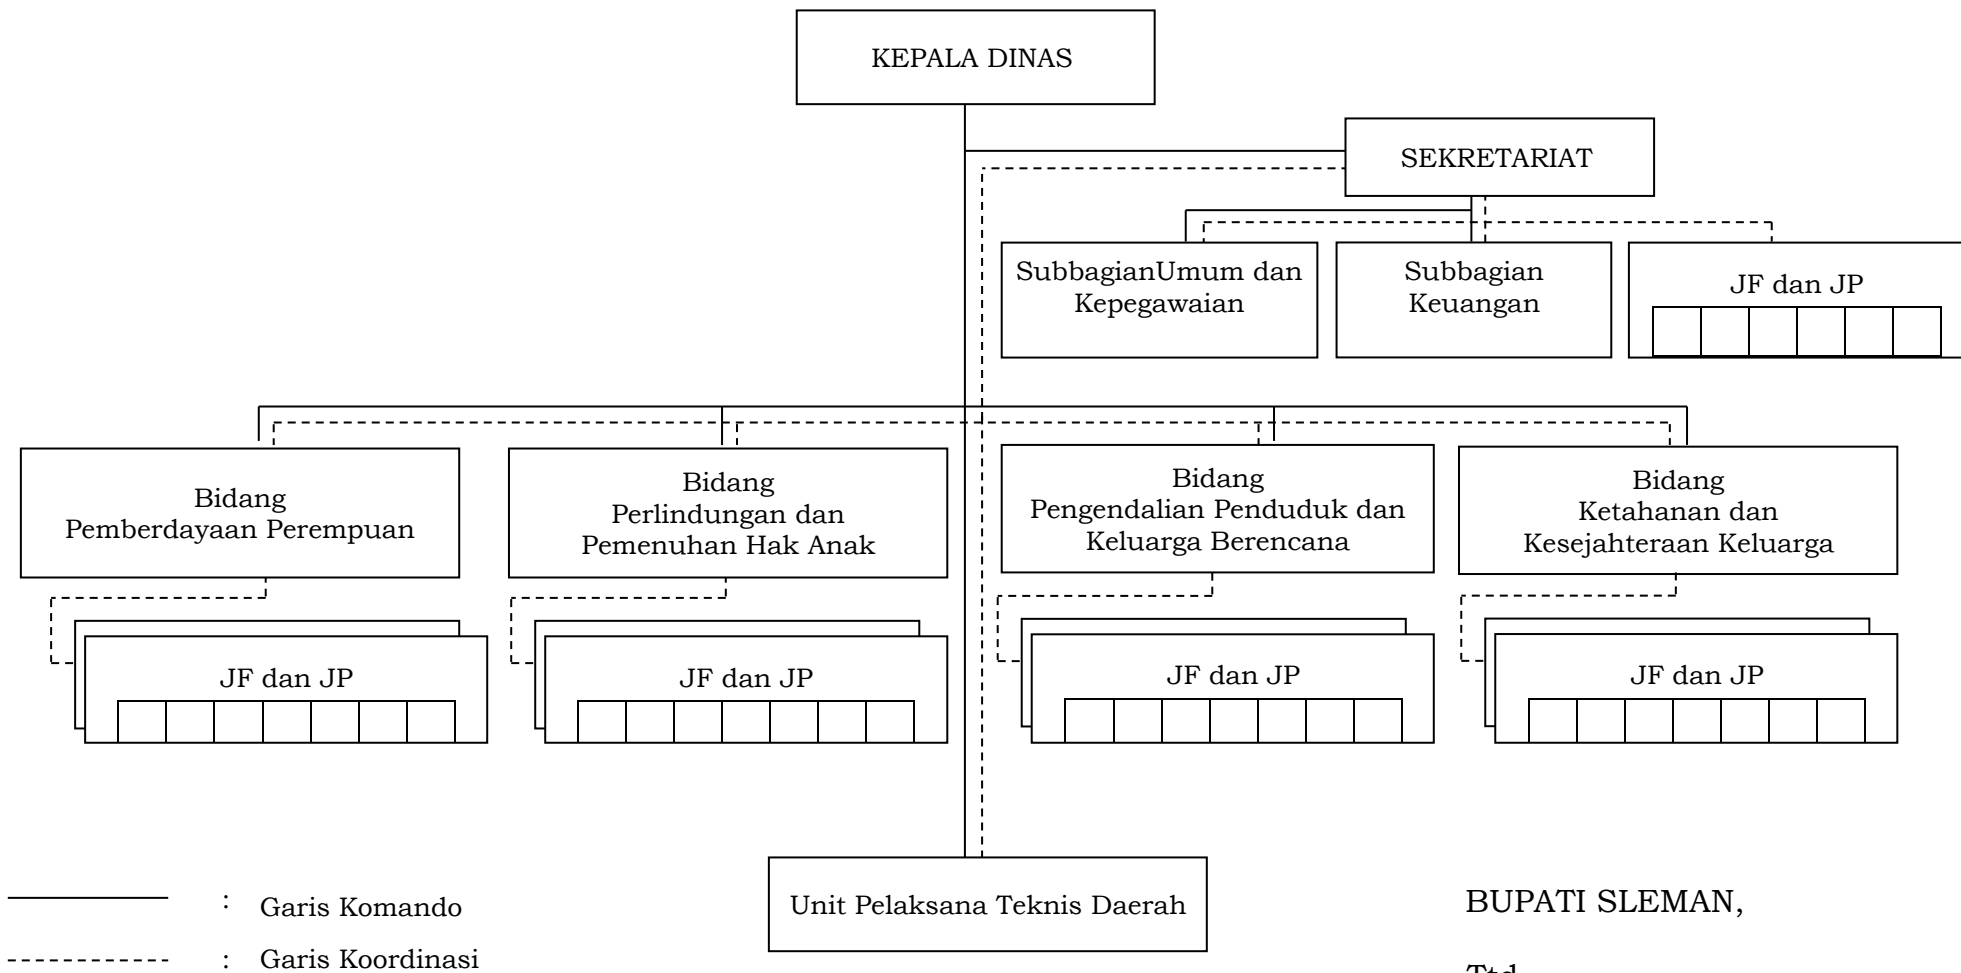 KEPALA DINAS
SEKRETARIAT
SubbagianUmum dan
Kepegawaian
Subbagian
Keuangan
JF dan JP
Bidang
Pemberdayaan Perempuan
Bidang
Perlindungan dan
Pemenuhan Hak Anak
Bidang
Pengendalian Penduduk dan
Keluarga Berencana
Bidang
Ketahanan dan
Kesejahteraan Keluarga
JF dan JP
JF dan JP
JF dan JP
JF dan JP
Unit Pelaksana Teknis Daerah
: Garis Komando
: Garis Koordinasi
BUPATI SLEMAN,
Ttd